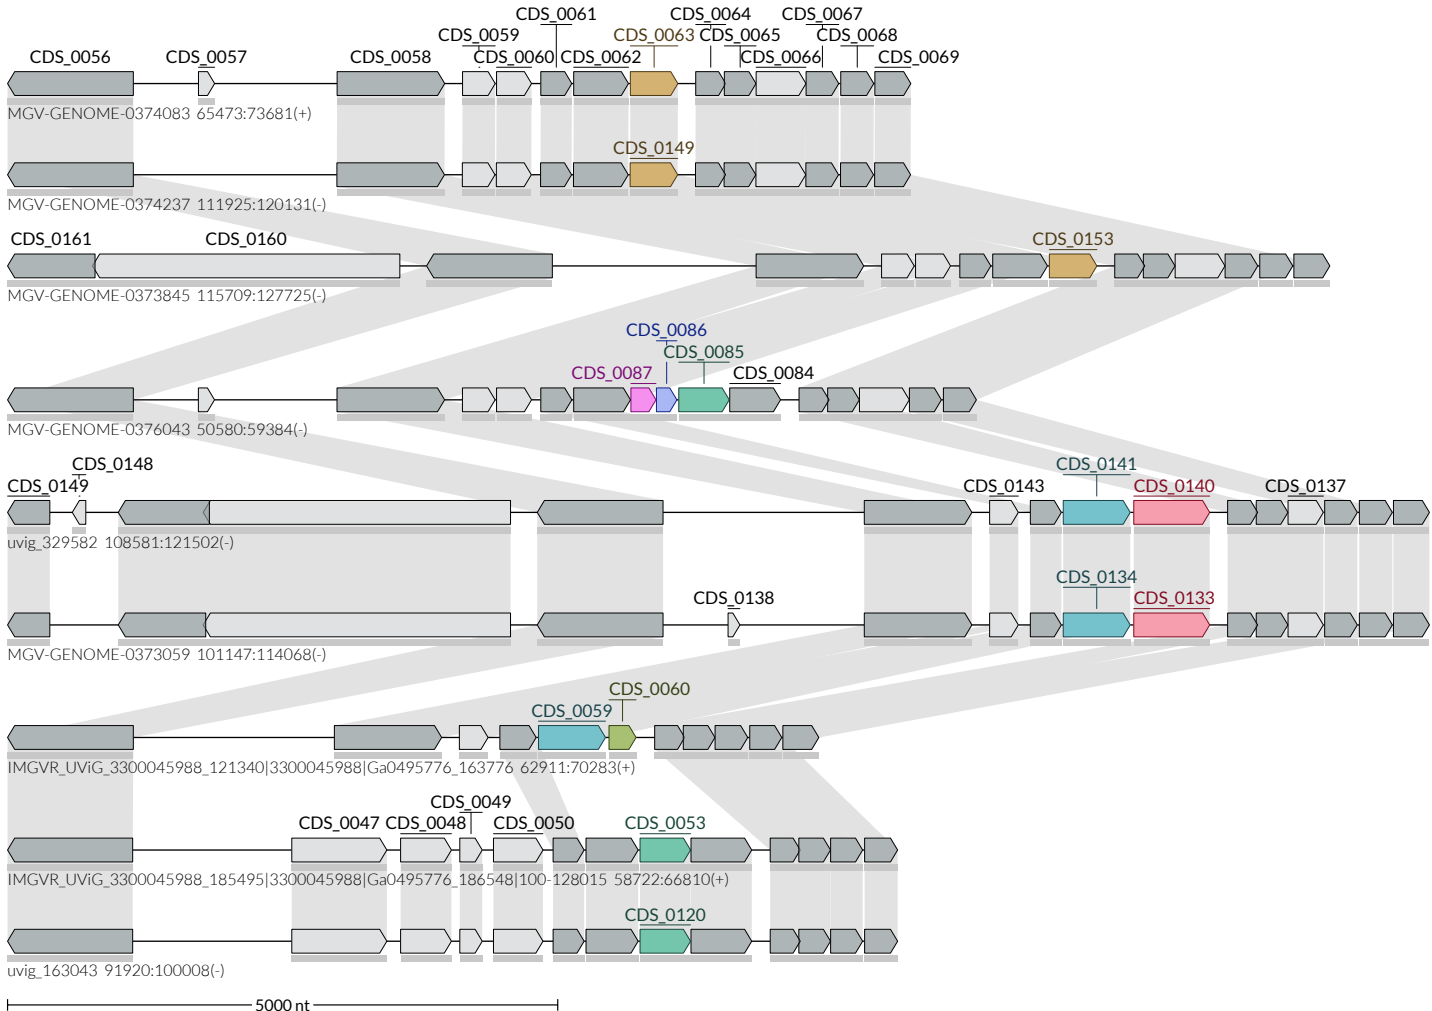 CDS_0061 CDS_0064 CDS_0067
CDS_0059 CDS_0063 CDS_0065 CDS_0068
CDS_0056 CDS_0057 CDS_0058 CDS_0060 CDS_0062 CDS_0066 CDS_0069
MGV-GENOME-0374083 65473:73681(+)
CDS_0149
MGV-GENOME-0374237 111925:120131(-)
CDS_0161 CDS_0160 CDS_0153
MGV-GENOME-0373845 115709:127725(-)
CDS_0086
CDS_0085
CDS_0087 CDS_0084
MGV-GENOME-0376043 50580:59384(-)
CDS_0148 CDS_0141
CDS_0149 CDS_0143 CDS_0140 CDS_0137
uvig_329582 108581:121502(-)
CDS_0134
CDS_0138 CDS_0133
MGV-GENOME-0373059 101147:114068(-)
CDS_0060
CDS_0059
IMGVR_UViG_3300045988_121340|3300045988|Ga0495776_163776 62911:70283(+)
CDS_0049
CDS_0047 CDS_0048 CDS_0050 CDS_0053
IMGVR_UViG_3300045988_185495|3300045988|Ga0495776_186548|100-128015 58722:66810(+)
CDS_0120
uvig_163043 91920:100008(-)
5000 nt